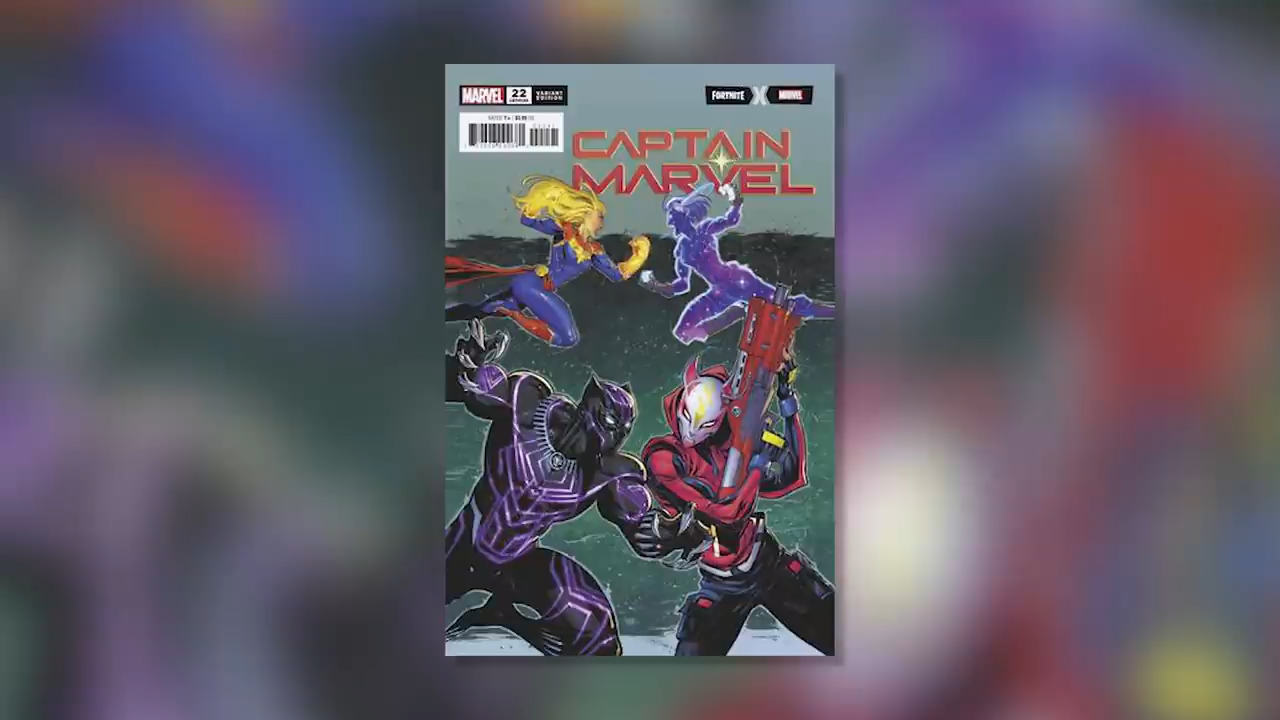 MARVEL
22
VARIANT
EDITION
FORTNITE X MARVEL
CAPTAIN
MARVEL